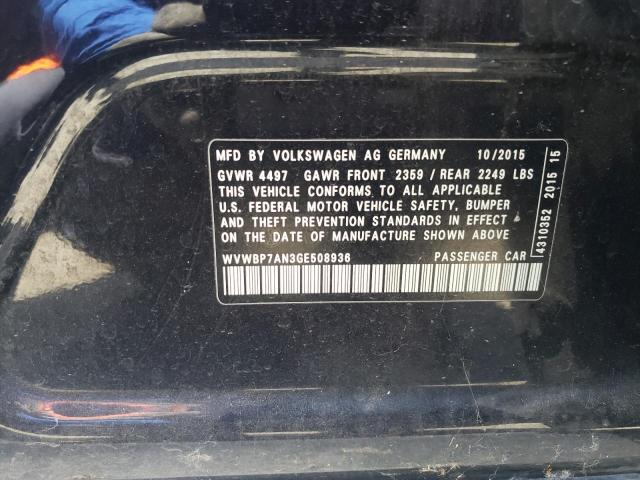 MFD BY VOLKSWAGEN AG GERMANY 10/2015
GVWR 4497 GAWR FRONT 2359 / REAR 2249 LBS
THIS VEHICLE CONFORMS TO ALL APPLICABLE
U.S. FEDERAL MOTOR VEHICLE SAFETY, BUMPER
AND THEFT PREVENTION STANDARDS IN EFFECT
ON THE DATE OF MANUFACTURE SHOWN ABOVE
WVWBP7AN3GE508936 PASSENGER CAR
4310352 2015 15